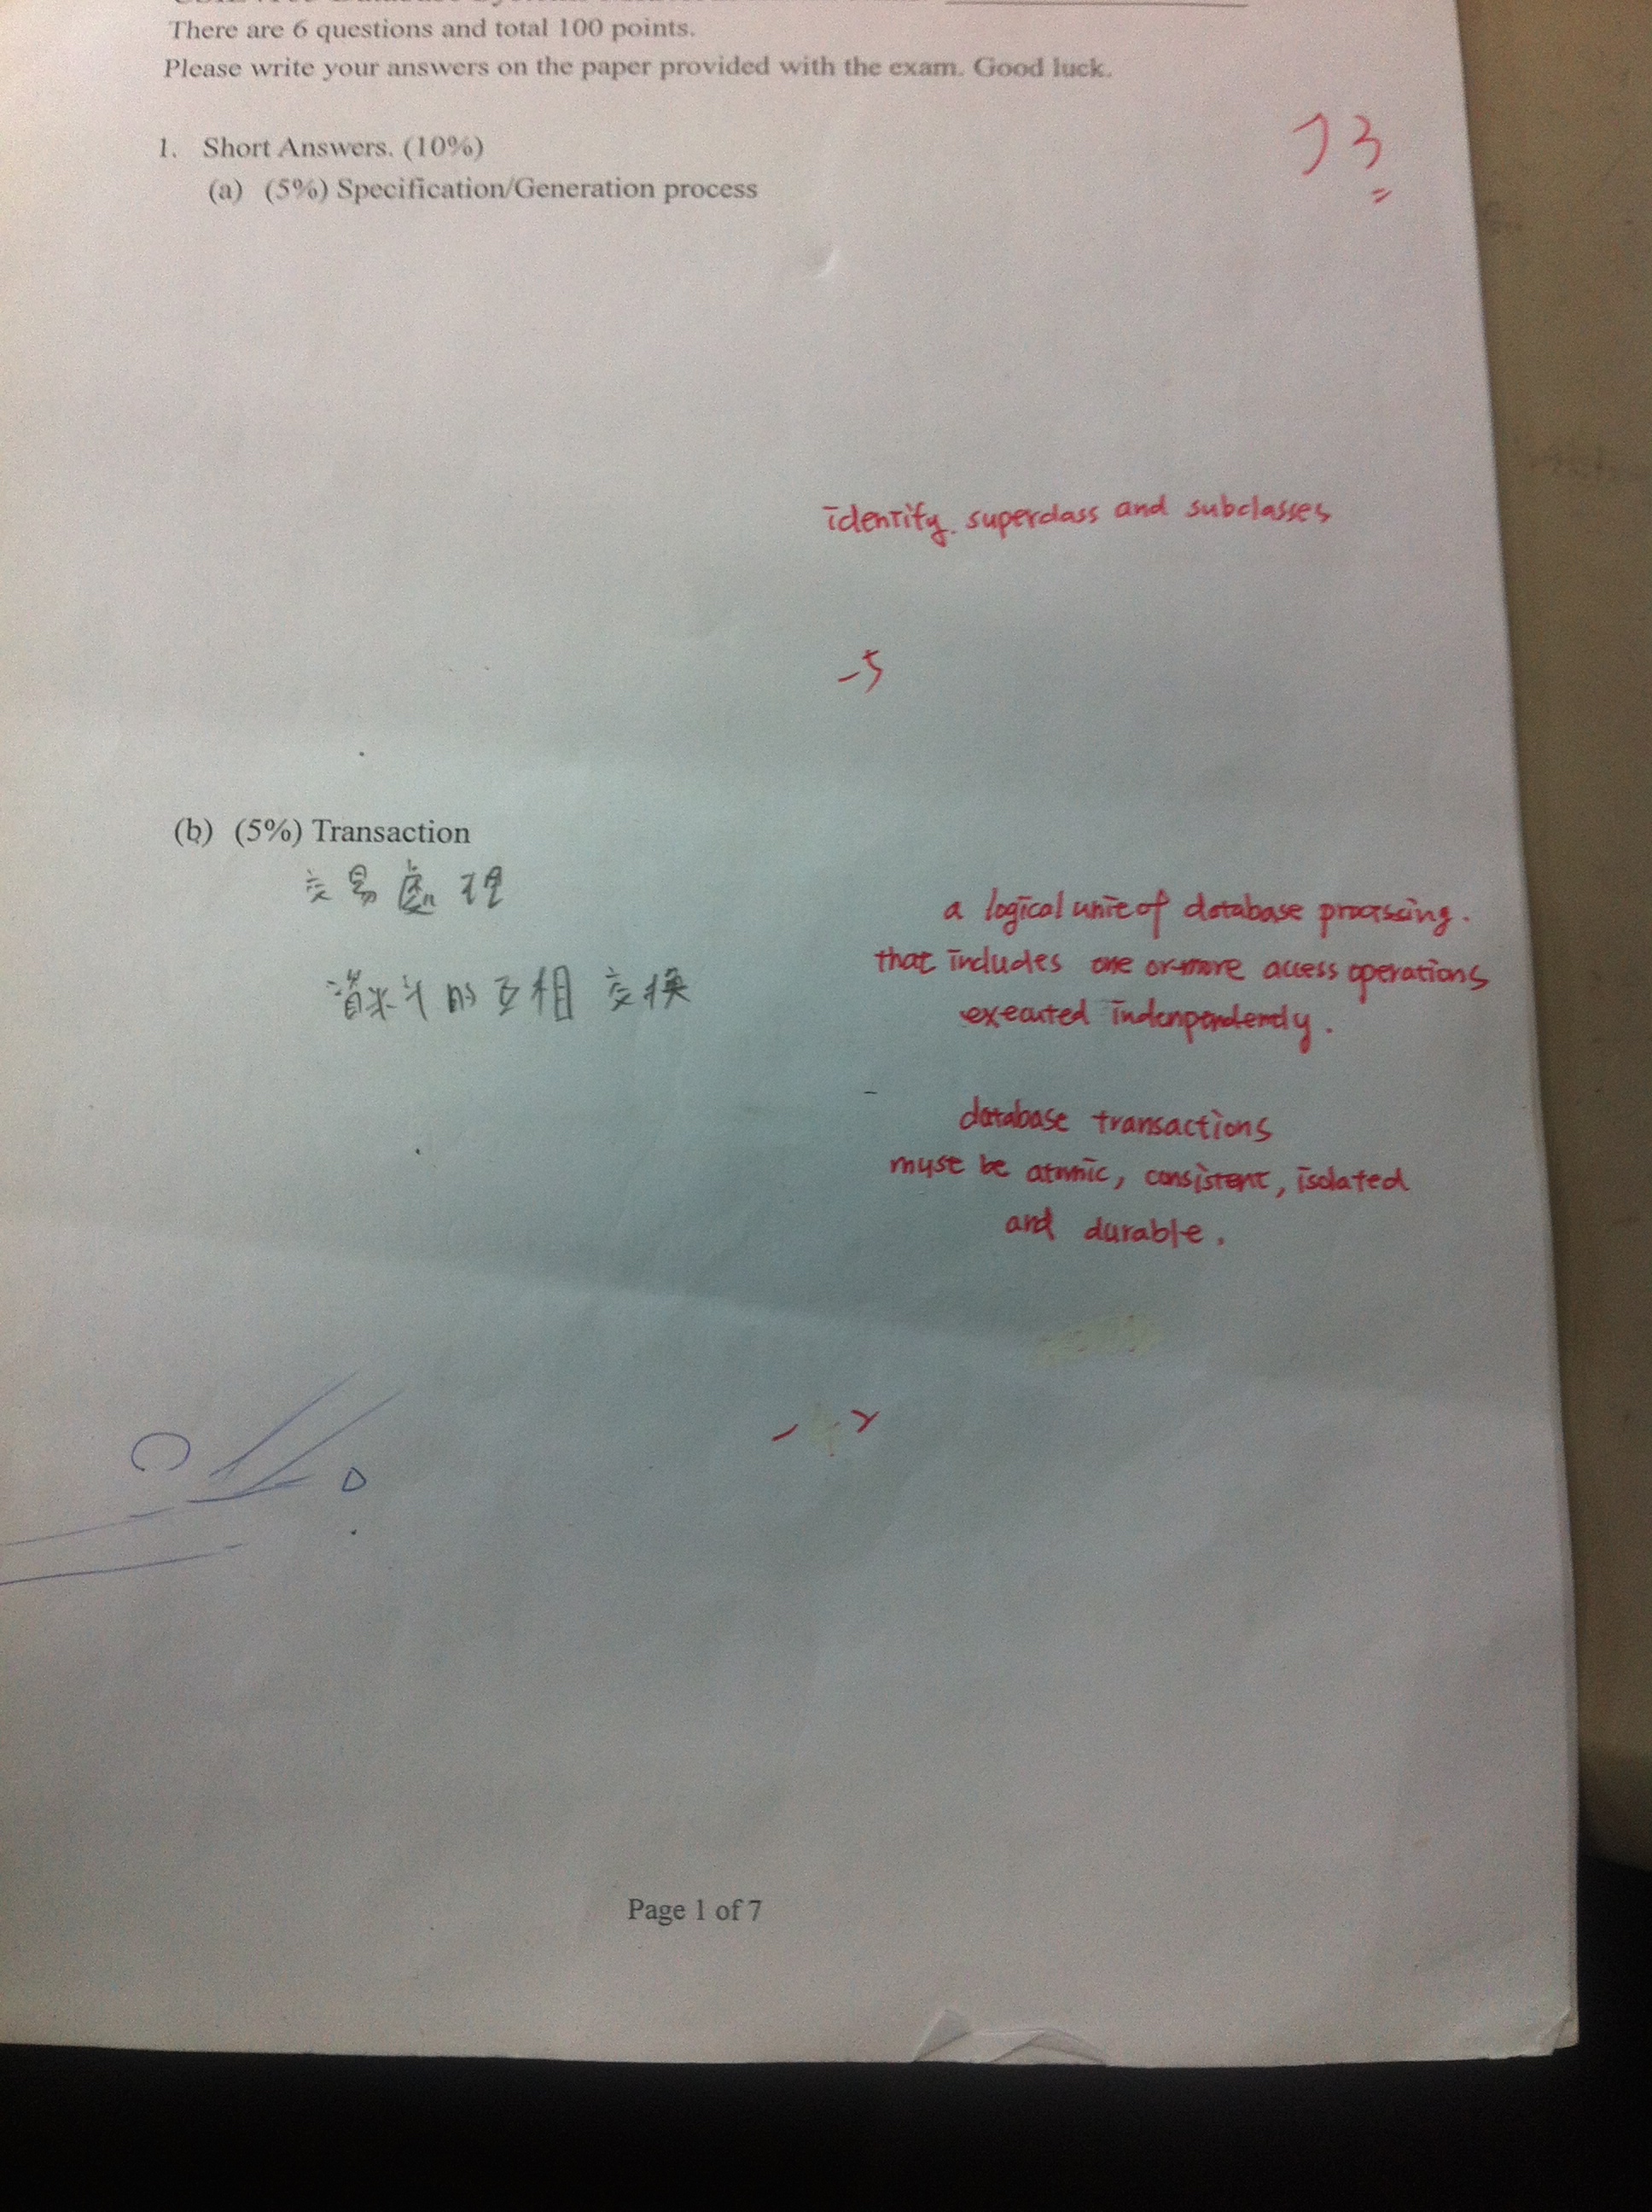 There are 6 questions and total 100 points.
Please write your answers on the paper provided with the exam. Good luck.
73
1. Short Answers. (10%)
(a) (5%) Specification/Generation process
identify superclass and subclasses
-5
(b) (5%) Transaction
交易處理
a logical unit of database processing.
that includes one or more access operations
的互相交換
executed indenpendently.
database transactions
must be atomic, consistent, isolated
and durable.
Page 1 of 7